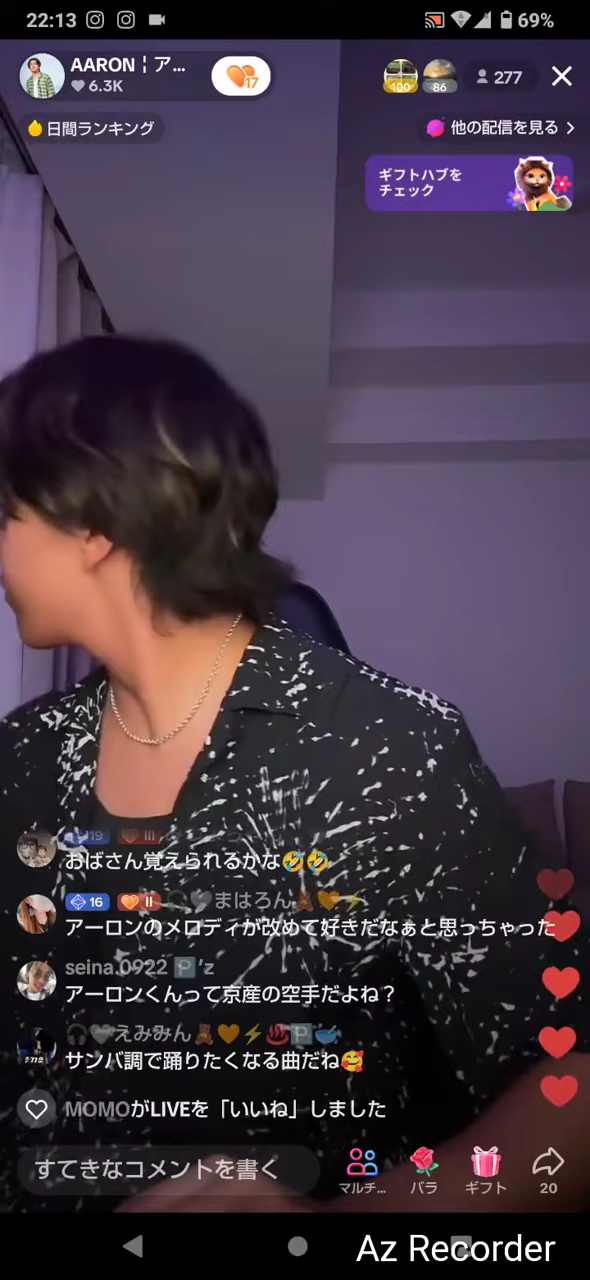 22:13
69%
AARON ¦ ア...
6.3K
17
100
86
277
日間ランキング
他の配信を見る
ギフトハブを
チェック
19
III
おばさん覚えられるかな🤣🤣
16 II まはろん
アーロンのメロディが改めて好きだなぁと思っちゃった
seina.0922 🅿'z
アーロンくんって京産の空手だよね？
えみみん
サンバ調で踊りたくなる曲だね🥰
MOMOがLIVEを「いいね」しました
すてきなコメントを書く
マルチ...
バラ
ギフト
20
Az Recorder